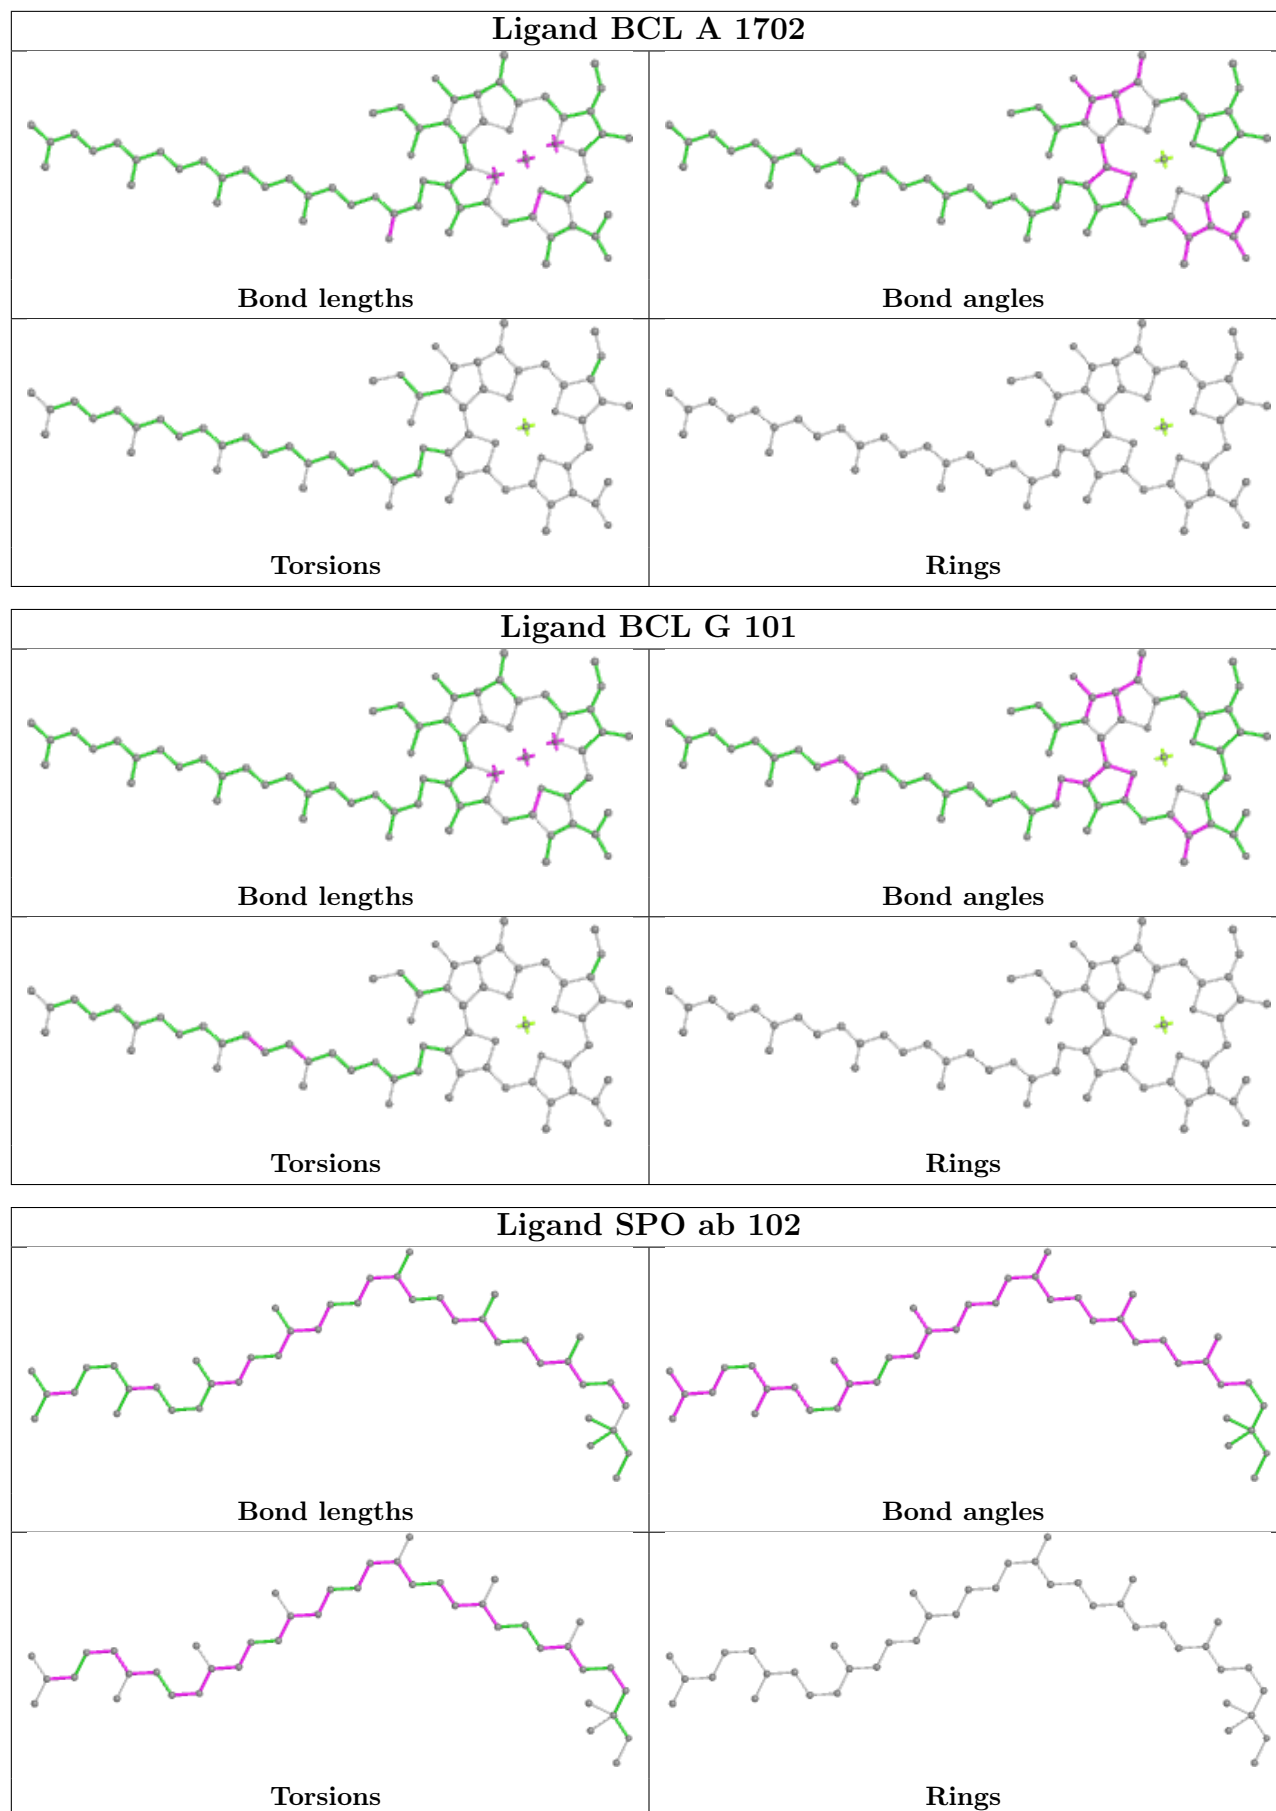 Ligand BCL A 1702
Bond lengths
Bond angles
Torsions
Rings
Ligand BCL G 101
Bond lengths
Bond angles
Torsions
Rings
Ligand SPO ab 102
Bond lengths
Bond angles
Torsions
Rings